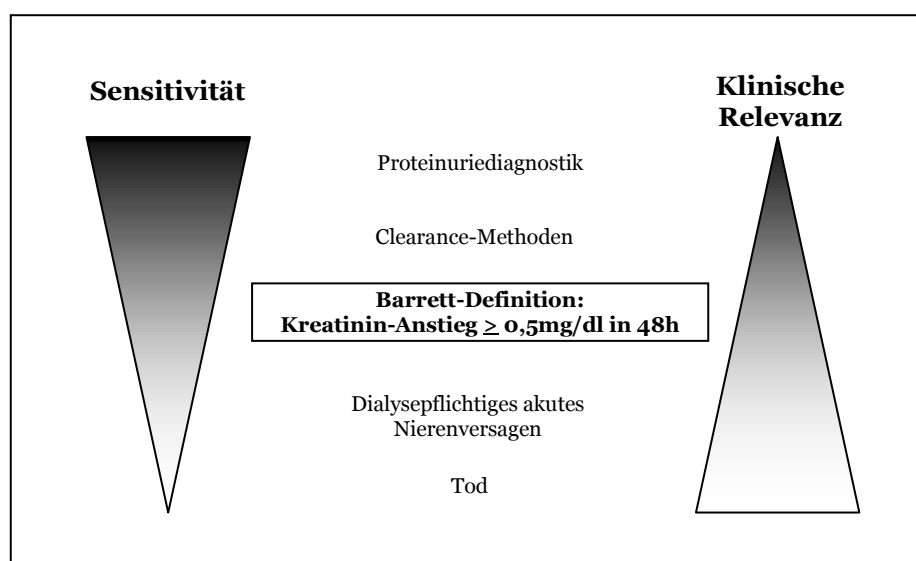 Sensitivität
Klinische
Relevanz
Proteinuriediagnostik
Clearance-Methoden
Barrett-Definition:
Kreatinin-Anstieg ≥ 0,5mg/dl in 48h
Dialysepflichtiges akutes
Nierenversagen
Tod